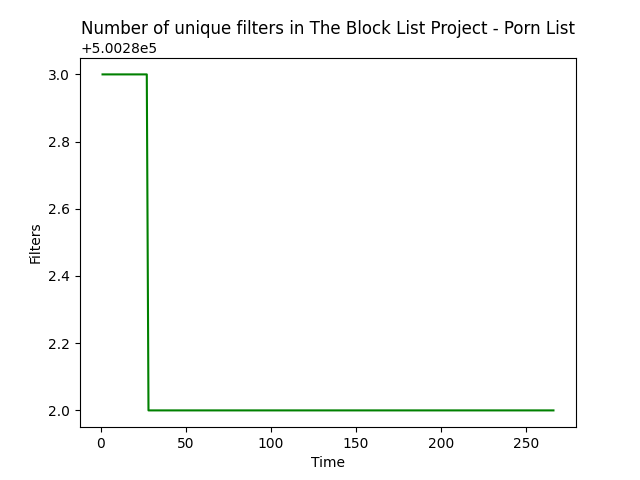 Number of unique filters in The Block List Project - Porn List
+5.0028e5
3.0
2.8
2.6
2.4
2.2
2.0
Filters
0 50 100 150 200 250
Time